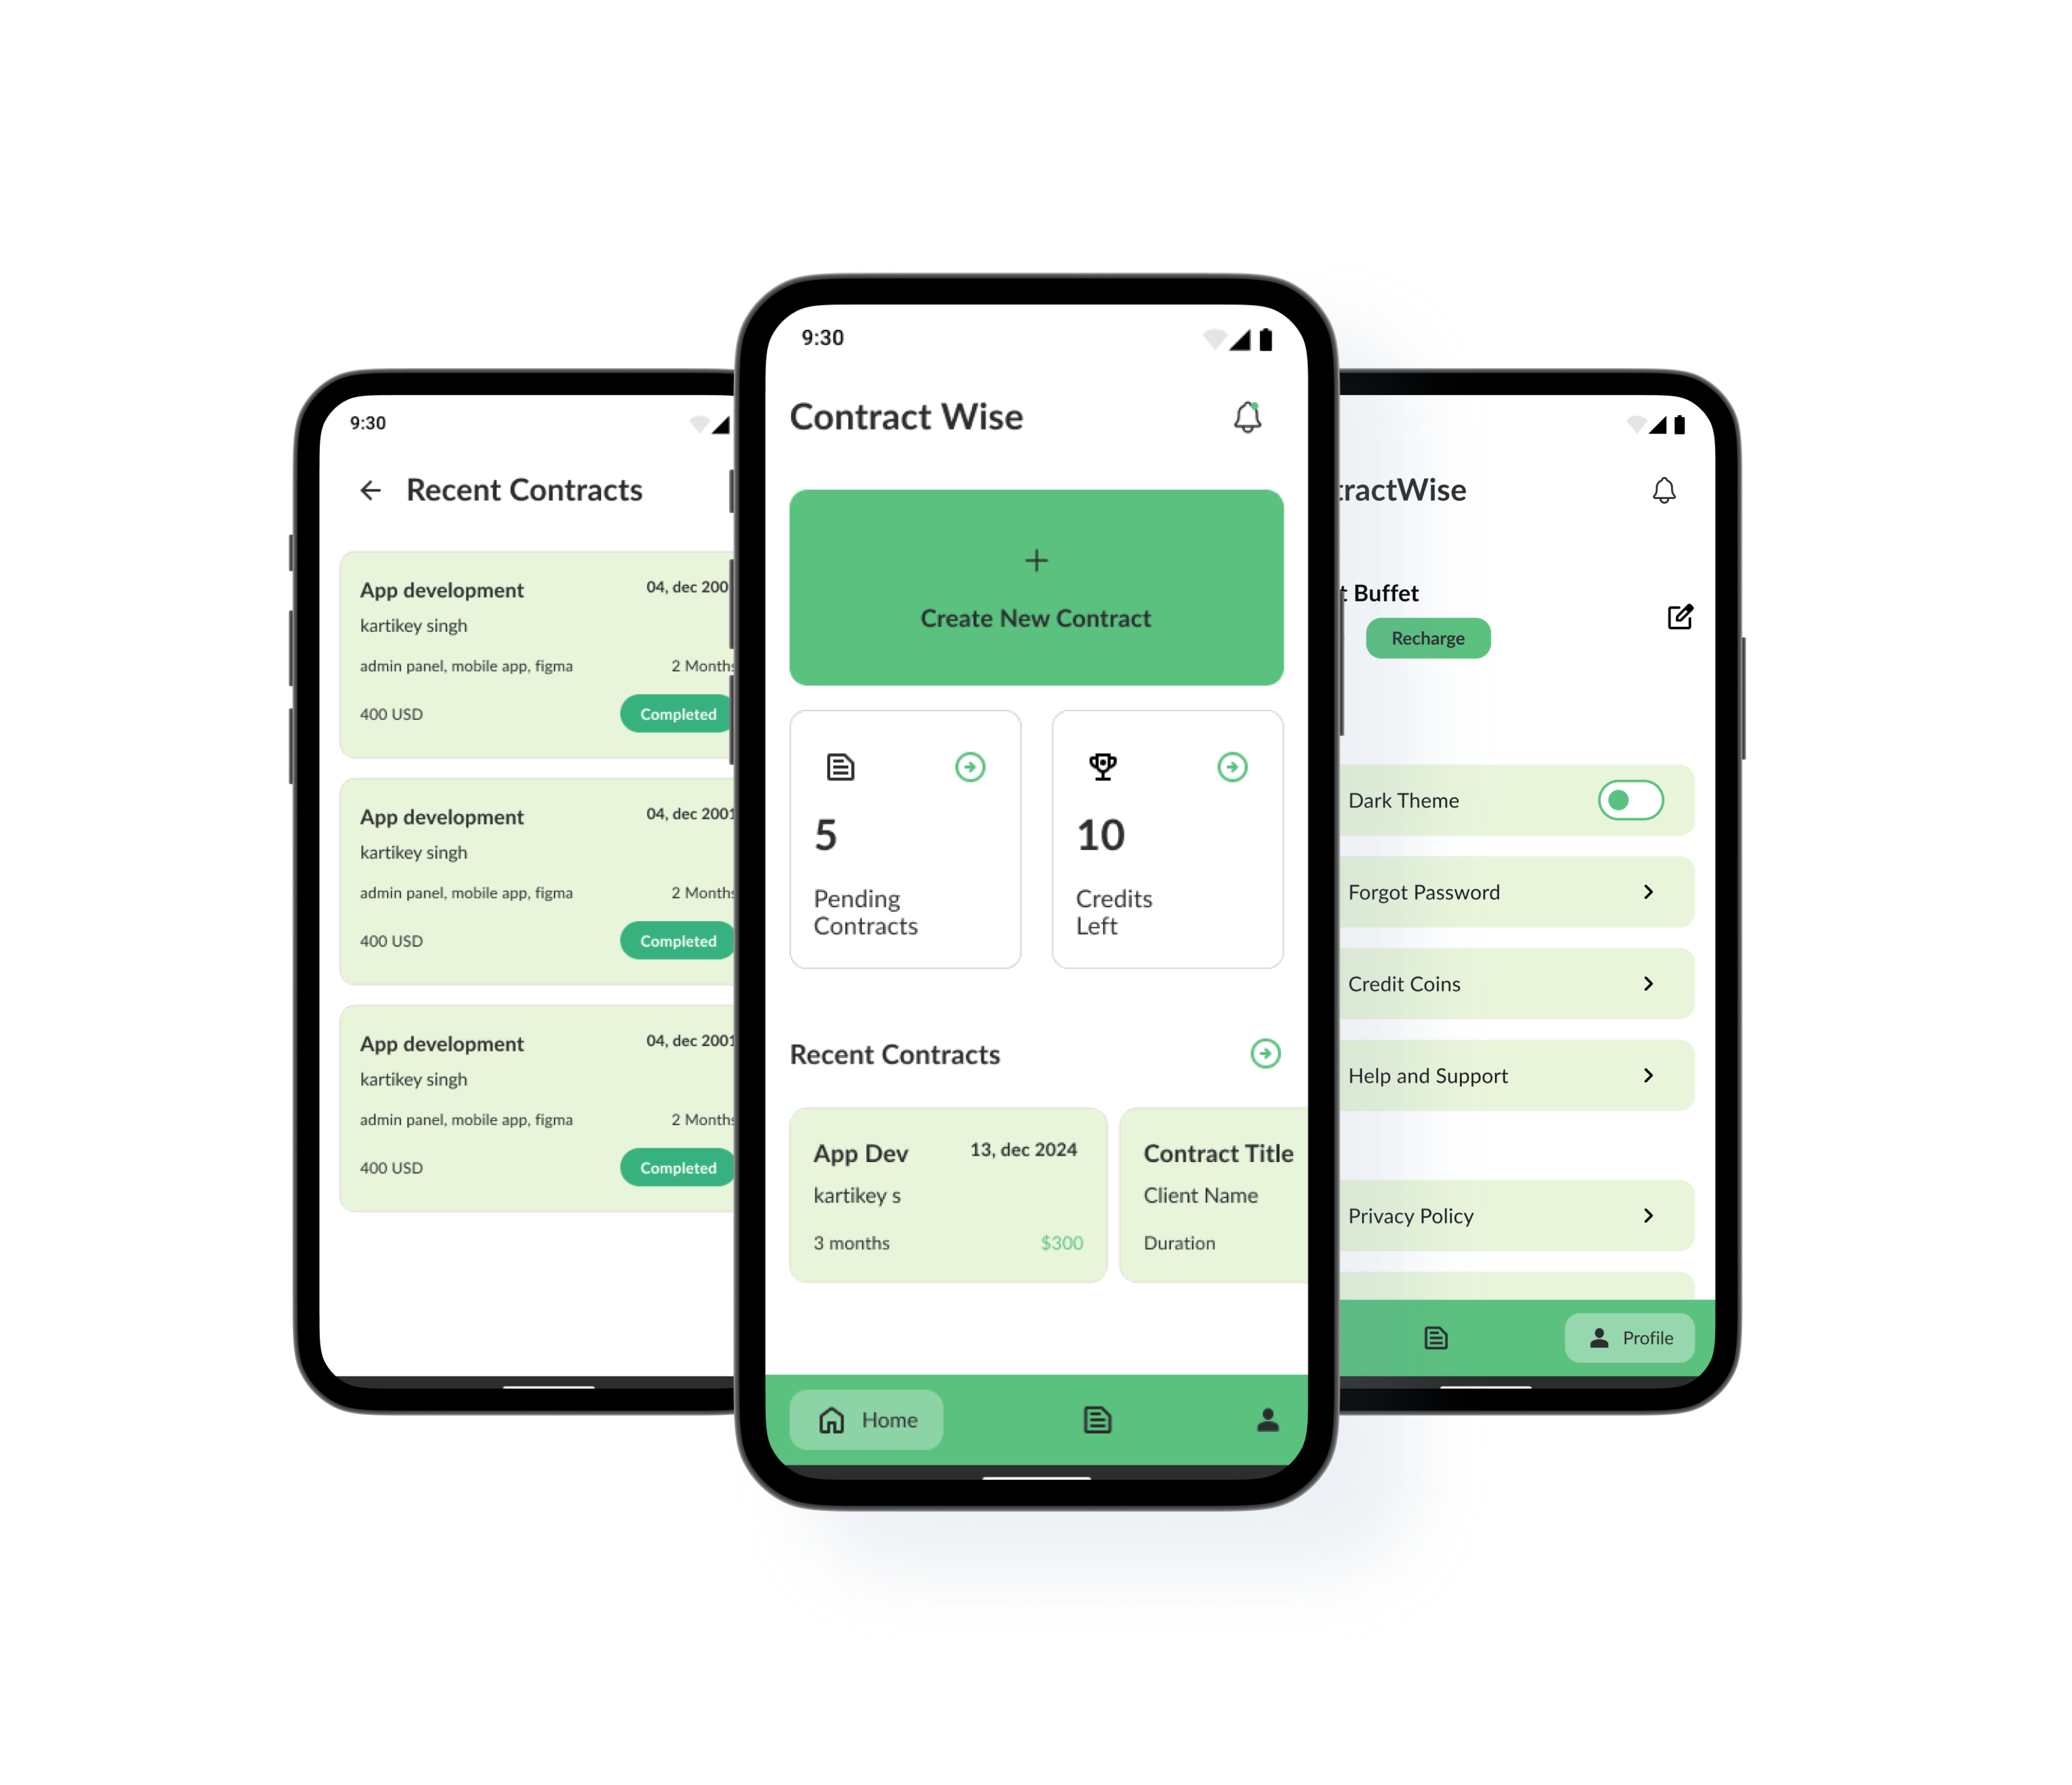 9:30
Recent Contracts
App development
04, dec 200
kartikey singh
admin panel, mobile app, figma
2 Months
400 USD
Completed
App development
04, dec 2001
kartikey singh
admin panel, mobile app, figma
2 Months
400 USD
Completed
App development
04, dec 2001
kartikey singh
admin panel, mobile app, figma
2 Months
400 USD
Completed
9:30
Contract Wise
Create New Contract
5
10
Pending
Contracts
Credits
Left
Recent Contracts
App Dev
13, dec 2024
kartikey s
3 months
$300
Contract Title
Client Name
Duration
Home
tractWise
t Buffet
Recharge
Dark Theme
Forgot Password
Credit Coins
Help and Support
Privacy Policy
Profile